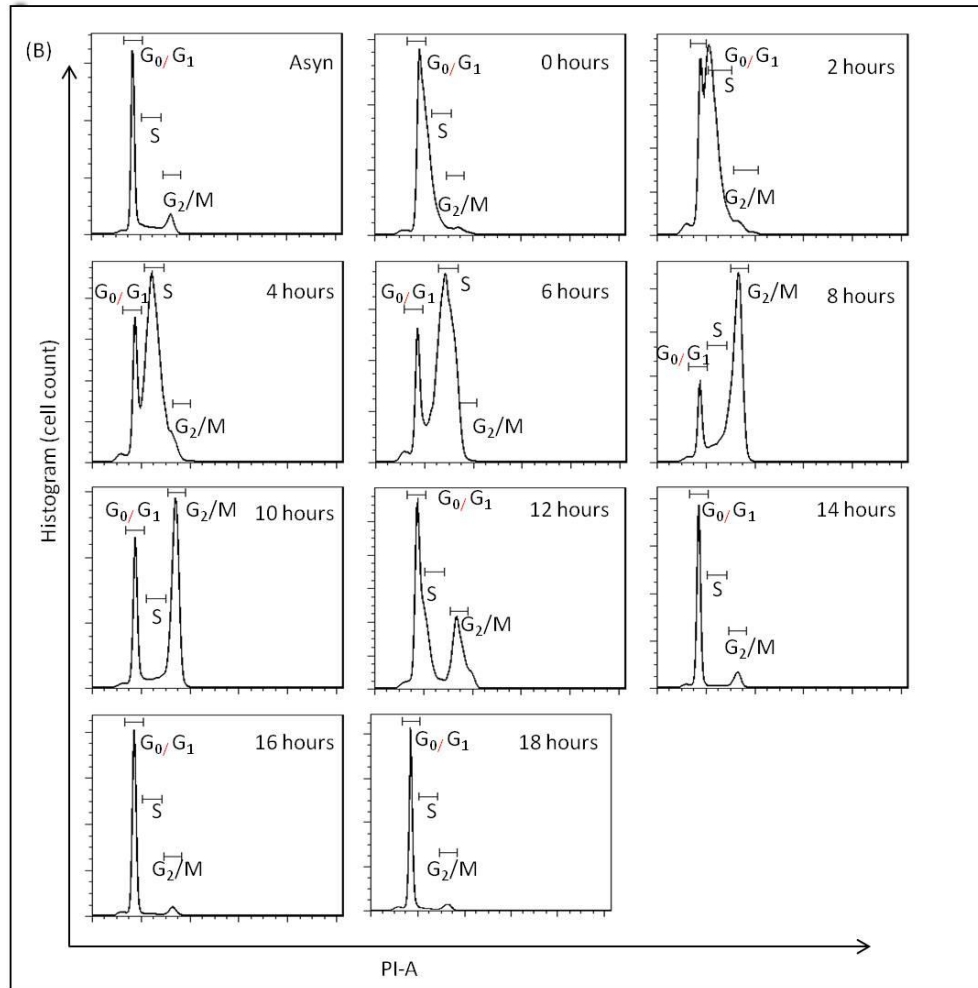 (B)
G₀/G₁
Asyn
S
G₂/M
G₀/G₁
0 hours
S
G₂/M
G₀/G₁
2 hours
S
G₂/M
G₀/G₁
S
4 hours
G₂/M
G₀/G₁
S
6 hours
G₂/M
G₂/M
8 hours
S
G₀/G₁
G₀/G₁
G₂/M
10 hours
S
G₀/G₁
12 hours
S
G₂/M
G₀/G₁
14 hours
S
G₂/M
G₀/G₁
16 hours
S
G₂/M
G₀/G₁
18 hours
S
G₂/M
Histogram (cell count)
PI-A